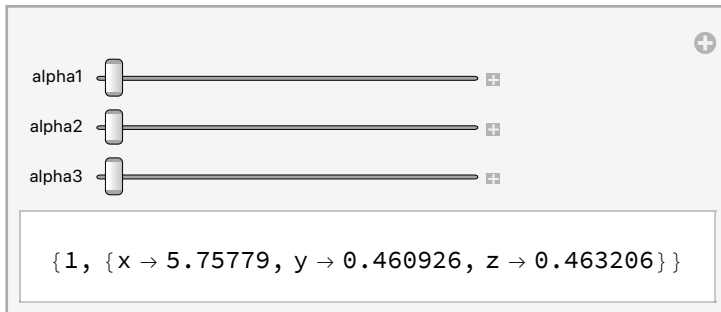 alpha1
alpha2
alpha3
{1, {x → 5.75779, y → 0.460926, z → 0.463206}}